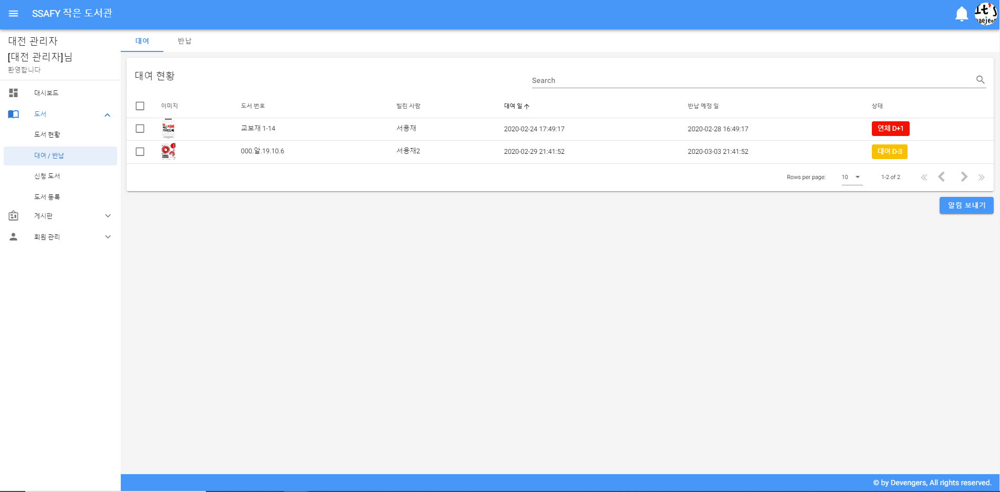 SSAFY 작은 도서관
It's
대전 관리자
[대전 관리자]님
환영합니다
대시보드
도서
도서 현황
대여 / 반납
신청 도서
도서 등록
게시판
회원 관리
대여 반납
대여 현황
Search
이미지 도서 번호 빌린 사람 대여 일 반납 예정 일 상태
서버
가이드북
교보재 1-14 서용재 2020-02-24 17:49:17 2020-02-28 16:49:17 연체 D+1
000.알.19.10.6 서용재2 2020-02-29 21:41:52 2020-03-03 21:41:52 대여 D-3
Rows per page: 10 1-2 of 2
알림 보내기
© by Devengers, All rights reserved.